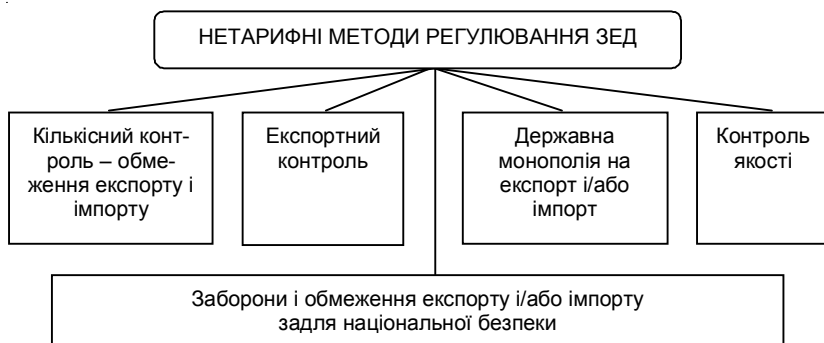 НЕТАРИФНІ МЕТОДИ РЕГУЛЮВАННЯ ЗЕД
Кількісний конт-
роль – обме-
ження експорту і
імпорту
Експортний
контроль
Державна
монополія на
експорт і/або
імпорт
Контроль
якості
Заборони і обмеження експорту і/або імпорту
задля національної безпеки